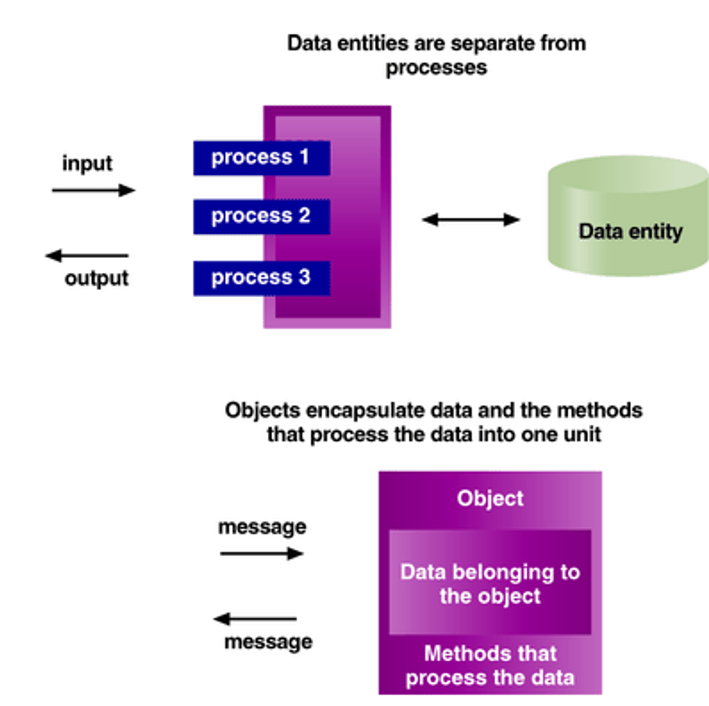 Data entities are separate from
processes
input
process 1
process 2
Data entity
output
process 3
Objects encapsulate data and the methods
that process the data into one unit
Object
message
Data belonging to
the object
message
Methods that
process the data